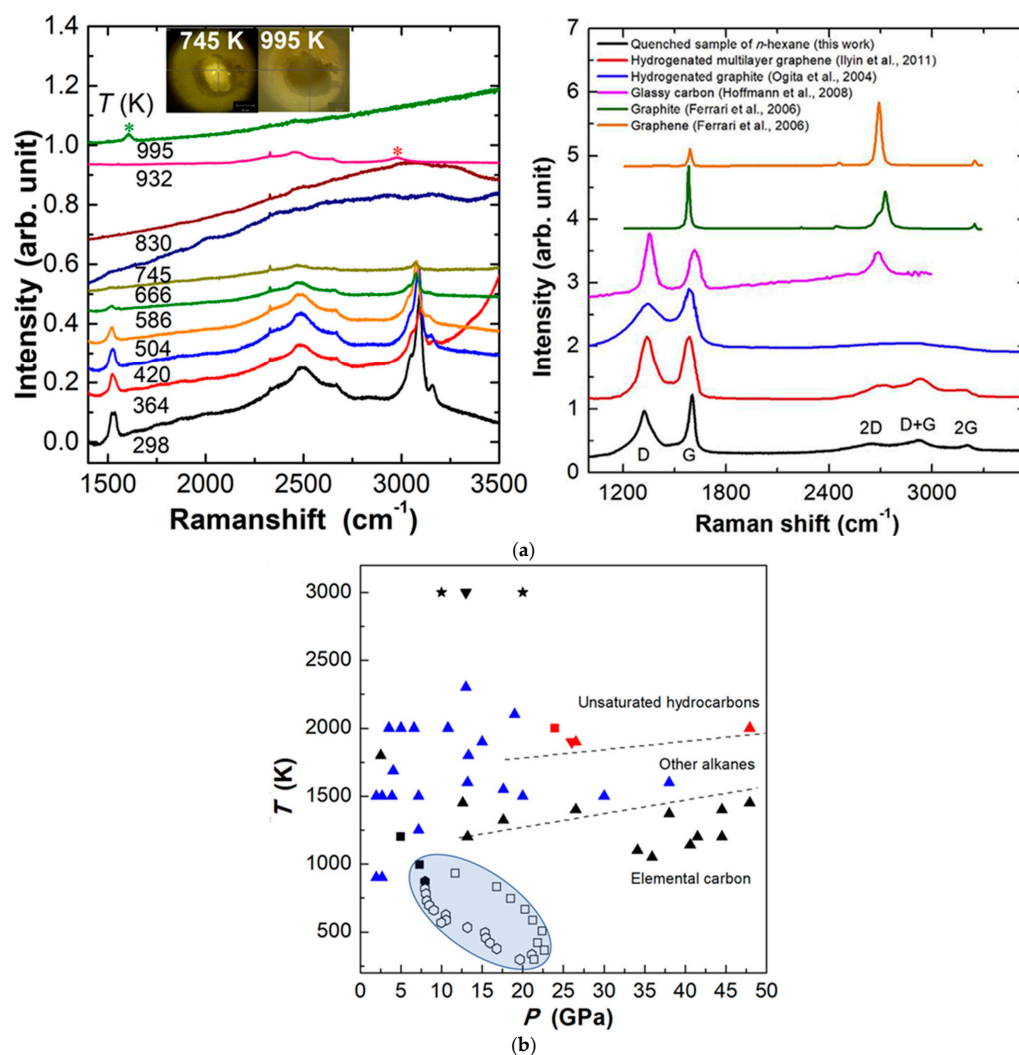 1.4
1.2
1.0
0.8
0.6
0.4
0.2
0.0
Intensity (arb. unit)
745 K
995 K
T (K)
*
*
995
932
830
745
666
586
504
420
364
298
1500
2000
2500
3000
3500
Ramanshift (cm-1)
7
6
5
4
3
2
1
0
Intensity (arb. unit)
Quenched sample of n-hexane (this work)
Hydrogenated multilayer graphene (Ilyin et al., 2011)
Hydrogenated graphite (Ogita et al., 2004)
Glassy carbon (Hoffmann et al., 2008)
Graphite (Ferrari et al., 2006)
Graphene (Ferrari et al., 2006)
D
G
2D
D+G
2G
1200
1800
2400
3000
Raman shift (cm-1)
(a)
3000
2500
2000
1500
1000
500
T (K)
Unsaturated hydrocarbons
Other alkanes
Elemental carbon
0
5
10
15
20
25
30
35
40
45
50
P (GPa)
(b)